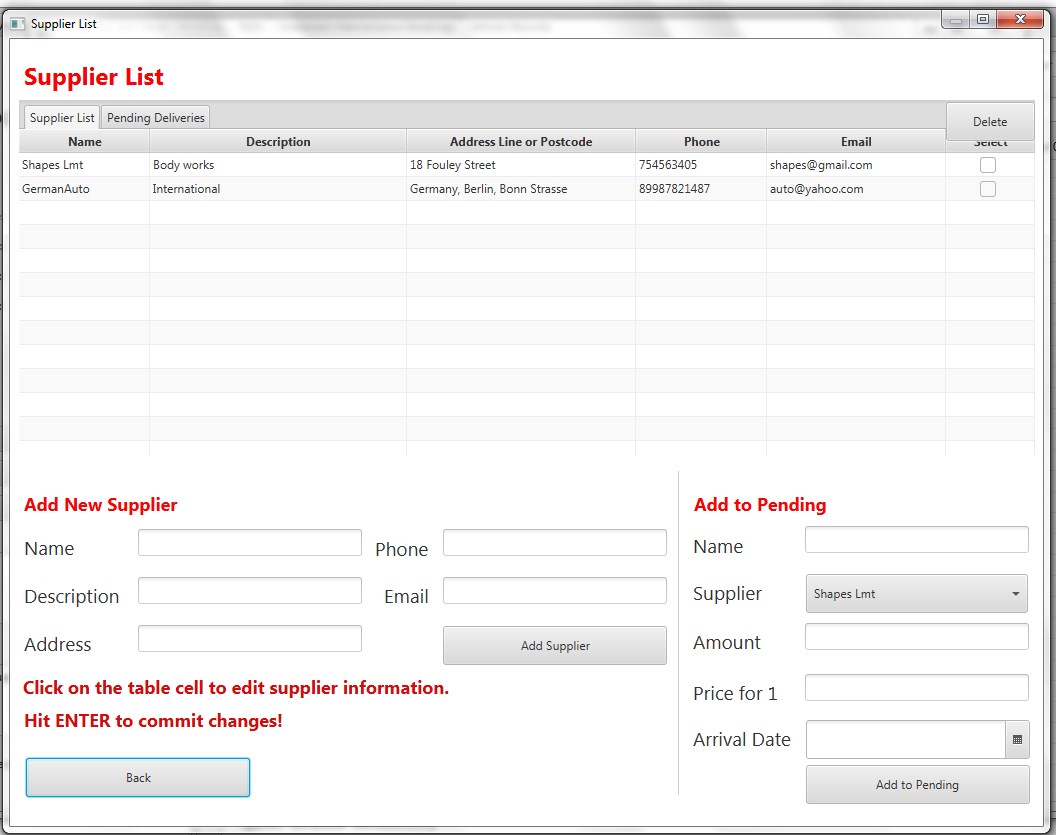 Supplier List
Supplier List
Supplier List Pending Deliveries Delete
Name Description Address Line or Postcode Phone Email Select
Shapes Lmt Body works 18 Fouley Street 754563405 shapes@gmail.com
GermanAuto International Germany, Berlin, Bonn Strasse 89987821487 auto@yahoo.com
Add New Supplier
Name Phone
Description Email
Address Add Supplier
Click on the table cell to edit supplier information.
Hit ENTER to commit changes!
Back
Add to Pending
Name
Supplier Shapes Lmt
Amount
Price for 1
Arrival Date
Add to Pending